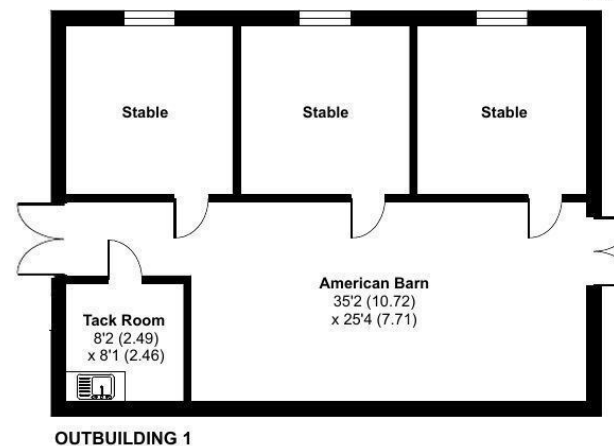 Stable
Stable
Stable
American Barn
35'2 (10.72)
x 25'4 (7.71)
Tack Room
8'2 (2.49)
x 8'1 (2.46)
OUTBUILDING 1